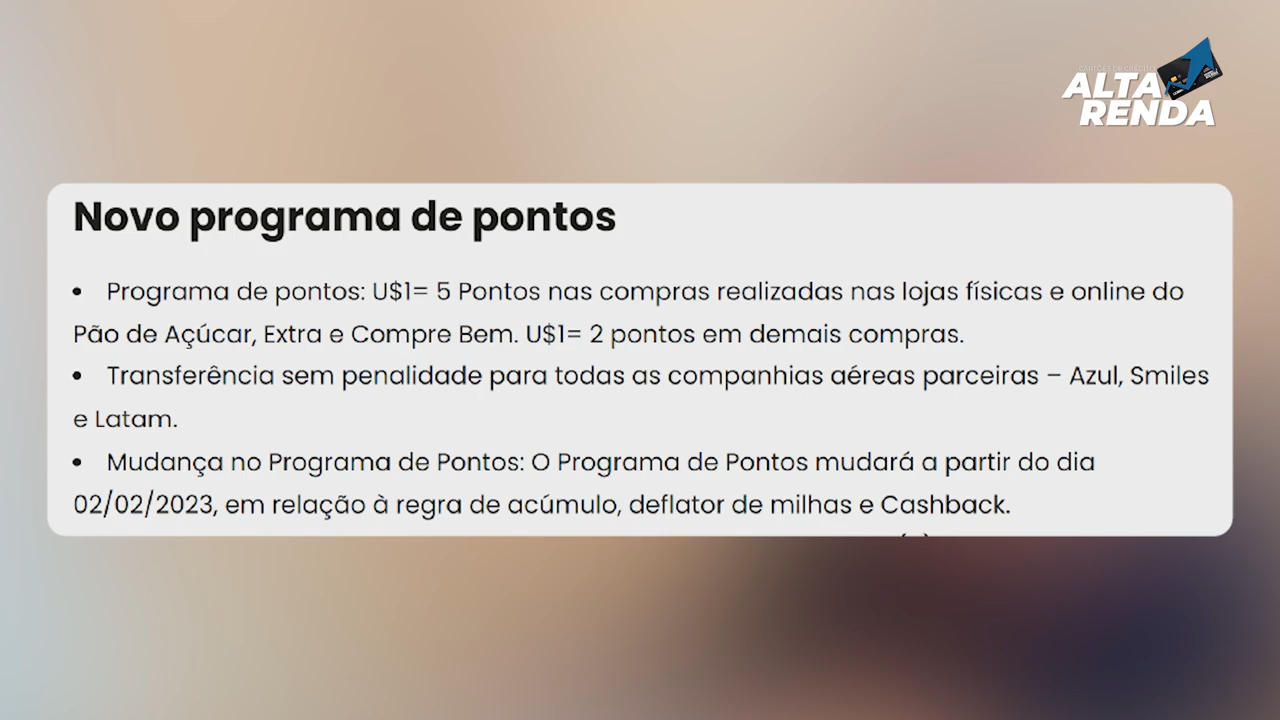 CARTÕES DE CRÉDITO
ALTA
RENDA
Novo programa de pontos
• Programa de pontos: U$1= 5 Pontos nas compras realizadas nas lojas físicas e online do
Pão de Açúcar, Extra e Compre Bem. U$1= 2 pontos em demais compras.
• Transferência sem penalidade para todas as companhias aéreas parceiras – Azul, Smiles
e Latam.
• Mudança no Programa de Pontos: O Programa de Pontos mudará a partir do dia
02/02/2023, em relação à regra de acúmulo, deflator de milhas e Cashback.